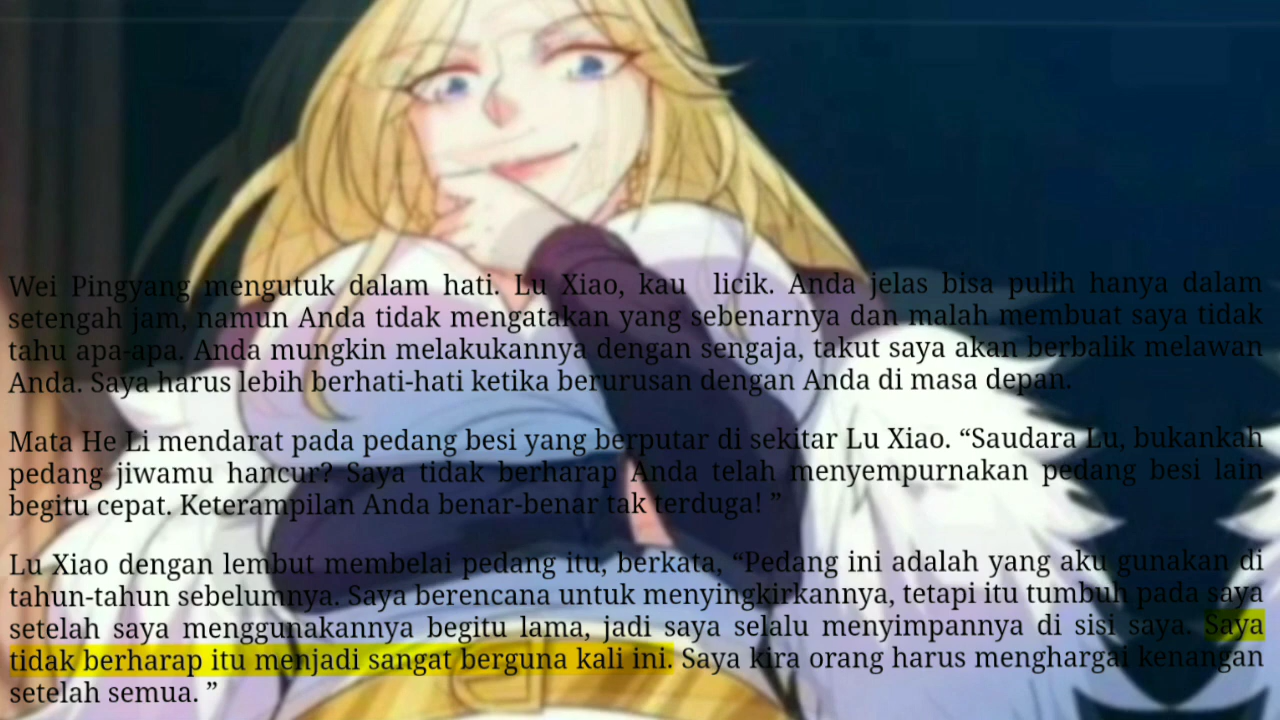 Wei Pingyang mengutuk dalam hati. Lu Xiao, kau licik. Anda jelas bisa pulih hanya dalam
setengah jam, namun Anda tidak mengatakan yang sebenarnya dan malah membuat saya tidak
tahu apa-apa. Anda mungkin melakukannya dengan sengaja, takut saya akan berbalik melawan
Anda. Saya harus lebih berhati-hati ketika berurusan dengan Anda di masa depan.
Mata He Li mendarat pada pedang besi yang berputar di sekitar Lu Xiao. “Saudara Lu, bukankah
pedang jiwamu hancur? Saya tidak berharap Anda telah menyempurnakan pedang besi lain
begitu cepat. Keterampilan Anda benar-benar tak terduga! ”
Lu Xiao dengan lembut membelai pedang itu, berkata, “Pedang ini adalah yang aku gunakan di
tahun-tahun sebelumnya. Saya berencana untuk menyingkirkannya, tetapi itu tumbuh pada saya
setelah saya menggunakannya begitu lama, jadi saya selalu menyimpannya di sisi saya. Saya
tidak berharap itu menjadi sangat berguna kali ini. Saya kira orang harus menghargai kenangan
setelah semua. ”